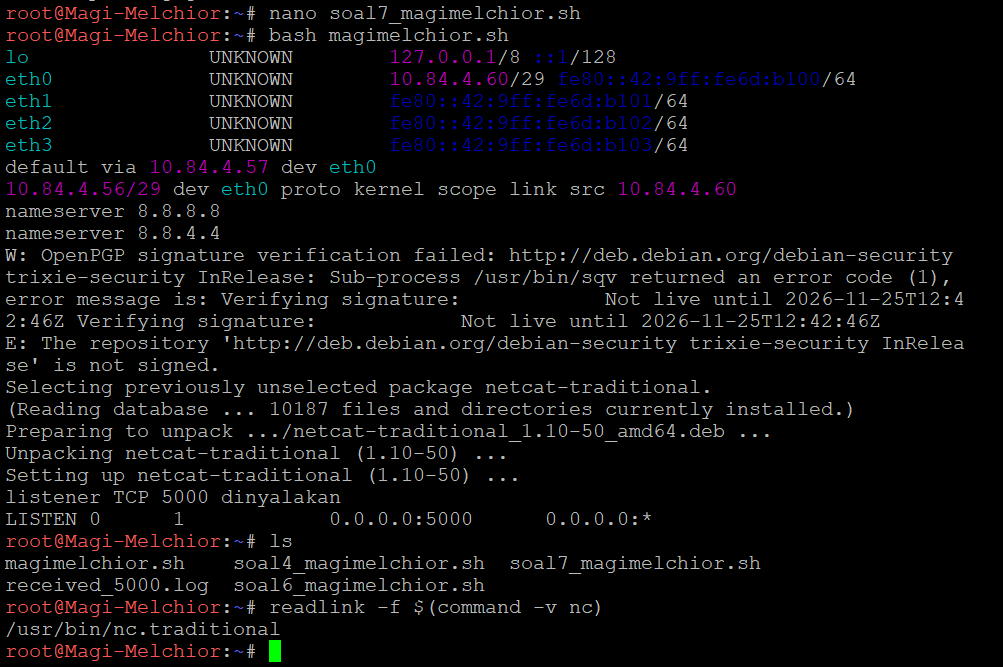 root@Magi-Melchior:~# nano soal7_magimelchior.sh
root@Magi-Melchior:~# bash magimelchior.sh
lo               UNKNOWN        127.0.0.1/8 ::1/128
eth0             UNKNOWN        10.84.4.60/29 fe80::42:9ff:fe6d:b100/64
eth1             UNKNOWN        fe80::42:9ff:fe6d:b101/64
eth2             UNKNOWN        fe80::42:9ff:fe6d:b102/64
eth3             UNKNOWN        fe80::42:9ff:fe6d:b103/64
default via 10.84.4.57 dev eth0
10.84.4.56/29 dev eth0 proto kernel scope link src 10.84.4.60
nameserver 8.8.8.8
nameserver 8.8.4.4
W: OpenPGP signature verification failed: http://deb.debian.org/debian-security
trixie-security InRelease: Sub-process /usr/bin/sqv returned an error code (1),
error message is: Verifying signature:            Not live until 2026-11-25T12:4
2:46Z Verifying signature:            Not live until 2026-11-25T12:42:46Z
E: The repository 'http://deb.debian.org/debian-security trixie-security InRelea
se' is not signed.
Selecting previously unselected package netcat-traditional.
(Reading database ... 10187 files and directories currently installed.)
Preparing to unpack .../netcat-traditional_1.10-50_amd64.deb ...
Unpacking netcat-traditional (1.10-50) ...
Setting up netcat-traditional (1.10-50) ...
listener TCP 5000 dinyalakan
LISTEN 0      1            0.0.0.0:5000      0.0.0.0:*
root@Magi-Melchior:~# ls
magimelchior.sh    soal4_magimelchior.sh  soal7_magimelchior.sh
received_5000.log  soal6_magimelchior.sh
root@Magi-Melchior:~# readlink -f $(command -v nc)
/usr/bin/nc.traditional
root@Magi-Melchior:~#